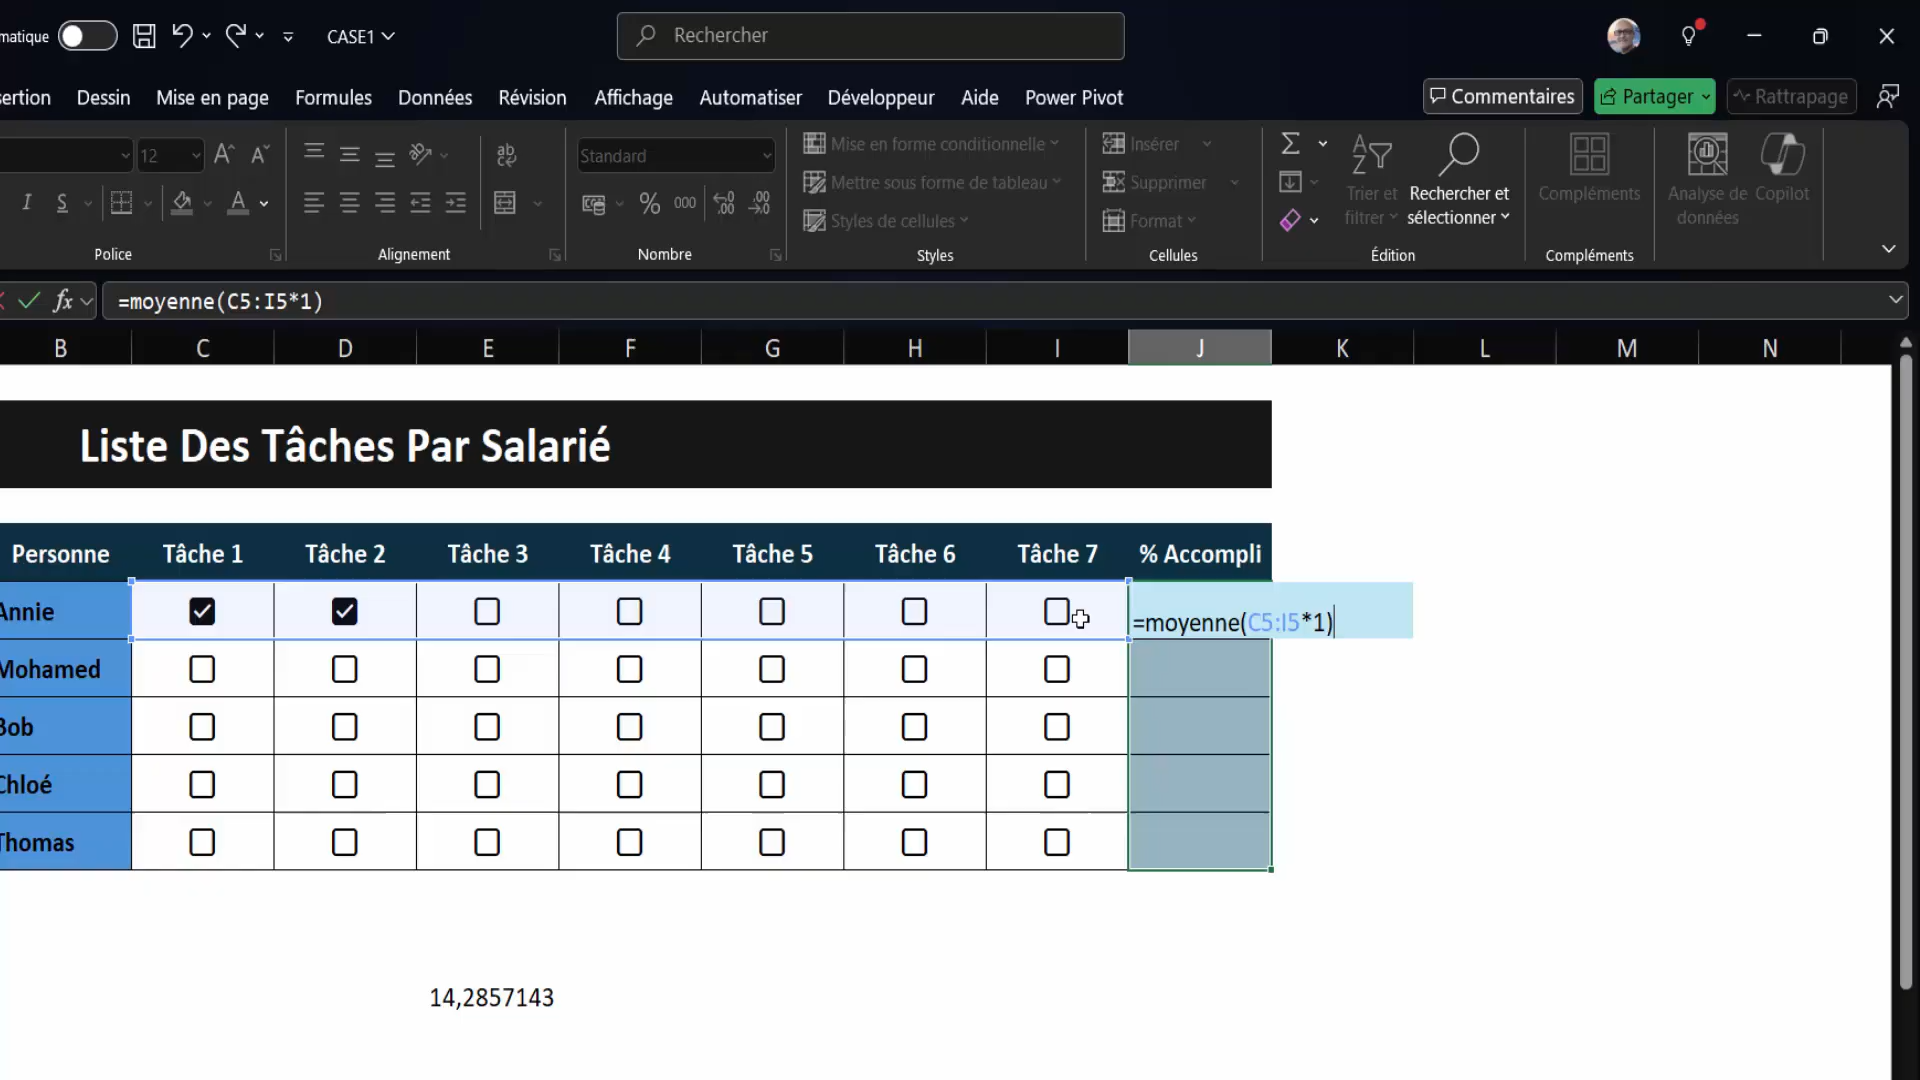 matique
CASE1
Rechercher
sertion Dessin Mise en page Formules Données Révision Affichage Automatiser Développeur Aide Power Pivot
Commentaires
Partager
Rattrapage
12
I S A
Police
ab
Alignement
Standard
% 000
Nombre
Mise en forme conditionnelle
Mettre sous forme de tableau
Styles de cellules
Styles
Insérer
Supprimer
Format
Cellules
Trier et
filtrer
Rechercher et
sélectionner
Édition
Compléments
Compléments
Analyse de
données
Copilot
fx =moyenne(C5:I5*1)
B C D E F G H I J K L M N
Liste Des Tâches Par Salarié
Personne Tâche 1 Tâche 2 Tâche 3 Tâche 4 Tâche 5 Tâche 6 Tâche 7 % Accompli
Annie =moyenne(C5:I5*1)
Mohamed
Bob
Chloé
Thomas
14,2857143